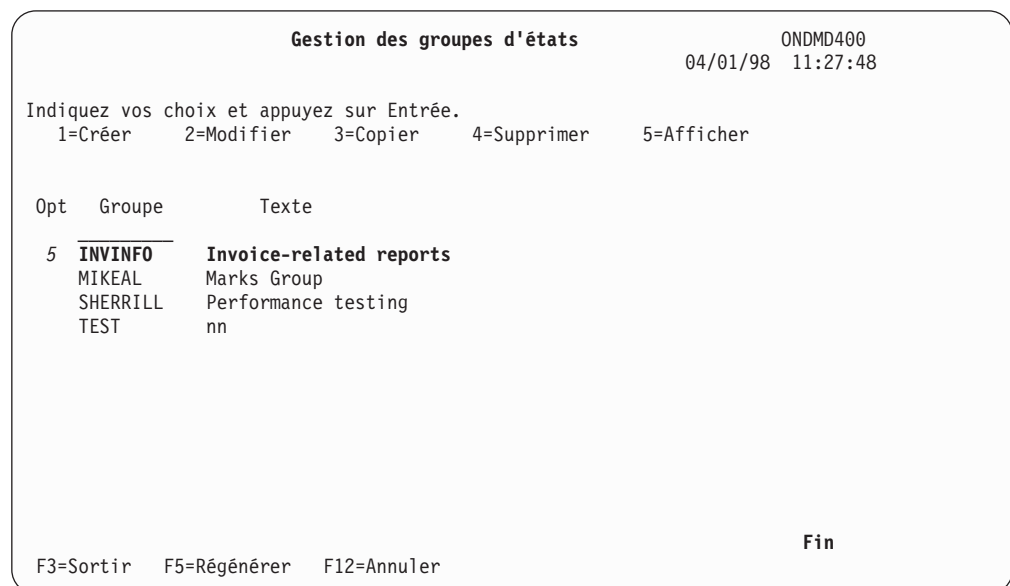 Gestion des groupes d'états ONDMD400
04/01/98 11:27:48
Indiquez vos choix et appuyez sur Entrée.
1=Créer 2=Modifier 3=Copier 4=Supprimer 5=Afficher
Opt Groupe Texte
5 INVINFO Invoice-related reports
MIKEAL Marks Group
SHERRILL Performance testing
TEST nn
Fin
F3=Sortir F5=Régénérer F12=Annuler